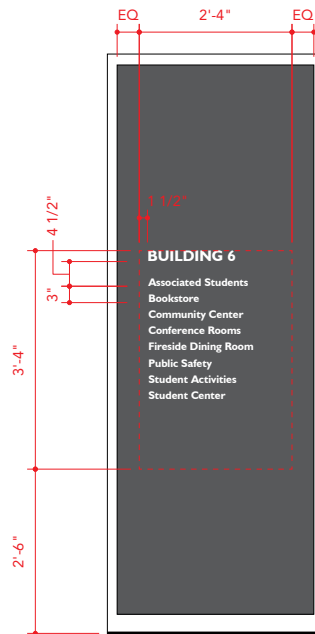 EQ 2'-4" EQ
1 1/2"
4 1/2"
BUILDING 6
3"
Associated Students
Bookstore
Community Center
Conference Rooms
Fireside Dining Room
Public Safety
Student Activities
Student Center
3'-4"
2'-6"